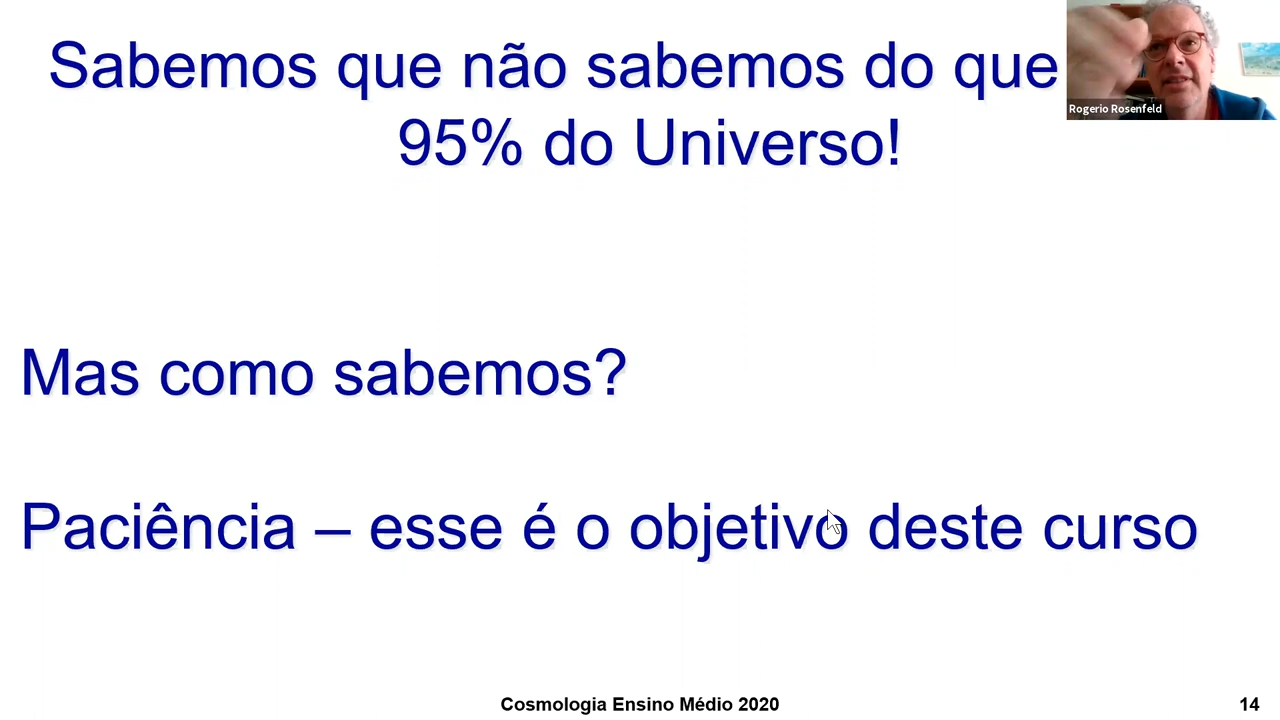 Sabemos que não sabemos do que
95% do Universo!
Rogerio Rosenfeld
Mas como sabemos?
Paciência – esse é o objetivo deste curso
Cosmologia Ensino Médio 2020
14